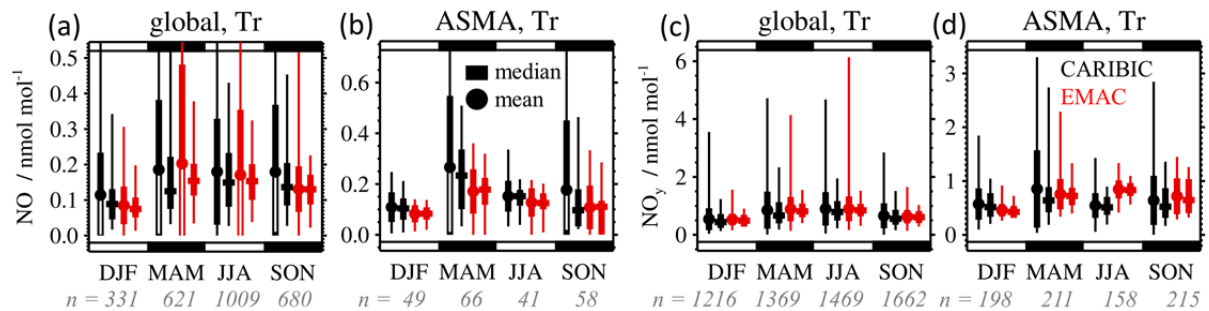 (a) global, Tr
NO / nmol mol⁻¹
0.5
0.4
0.3
0.2
0.1
0.0
DJF MAM JJA SON
n = 331 621 1009 680
(b) ASMA, Tr
median
mean
0.6
0.4
0.2
0.0
DJF MAM JJA SON
n = 49 66 41 58
(c) global, Tr
NOy / nmol mol⁻¹
6
4
2
0
DJF MAM JJA SON
n = 1216 1369 1469 1662
(d) ASMA, Tr
CARIBIC
EMAC
3
2
1
0
DJF MAM JJA SON
n = 198 211 158 215